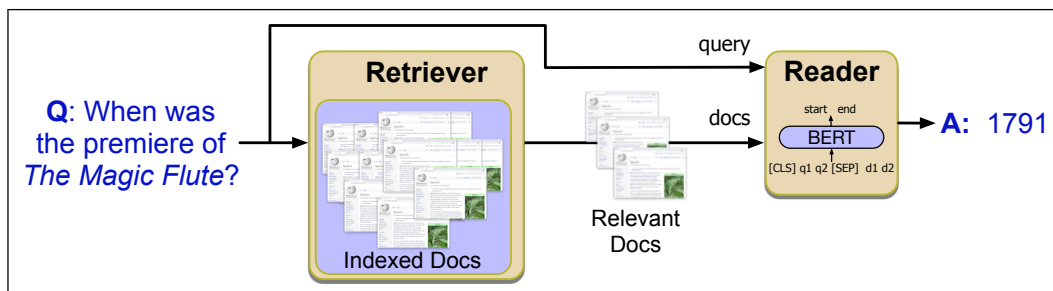 Q: When was
the premiere of
The Magic Flute?
Retriever
Indexed Docs
query
docs
Relevant
Docs
Reader
start end
BERT
[CLS] q1 q2 [SEP] d1 d2
A: 1791